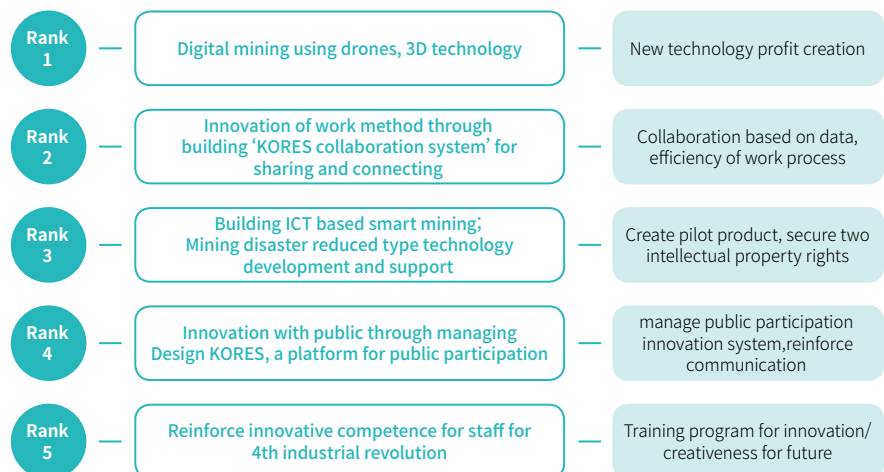 Rank
1
Digital mining using drones, 3D technology
New technology profit creation
Rank
2
Innovation of work method through
building ‘KORES collaboration system’ for
sharing and connecting
Collaboration based on data,
efficiency of work process
Rank
3
Building ICT based smart mining;
Mining disaster reduced type technology
development and support
Create pilot product, secure two
intellectual property rights
Rank
4
Innovation with public through managing
Design KORES, a platform for public participation
manage public participation
innovation system,reinforce
communication
Rank
5
Reinforce innovative competence for staff for
4th industrial revolution
Training program for innovation/
creativeness for future